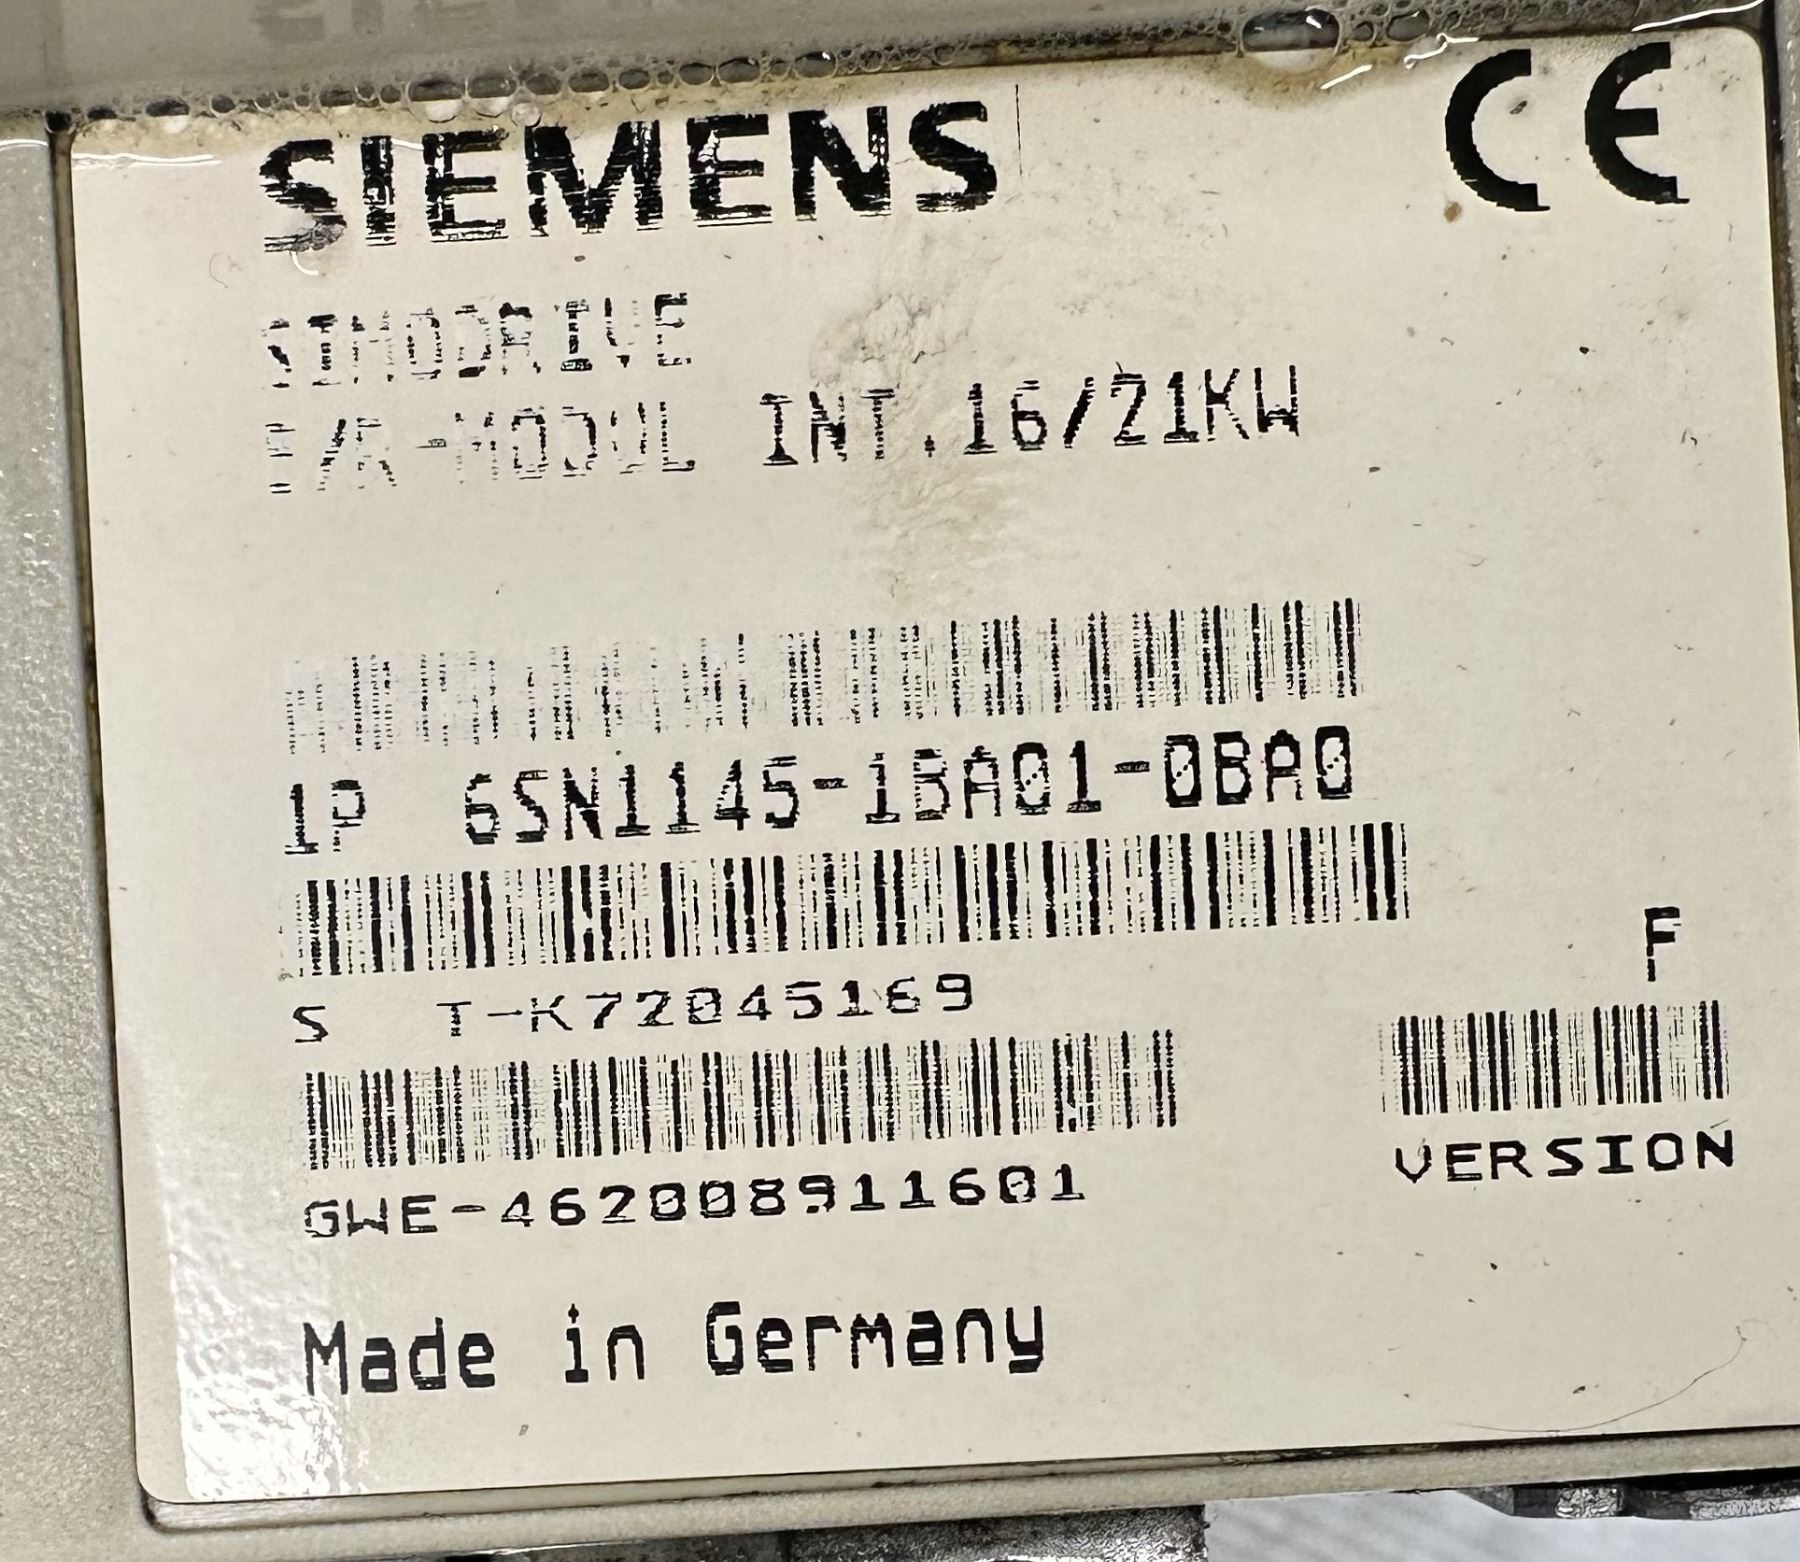 SIEMENS CE
SIMODRIVE
E/R-MODUL INT.16/21KW
1P 6SN1145-1BA01-0BA0
S T-K72045169
F
GWE-462008911601
VERSION
Made in Germany